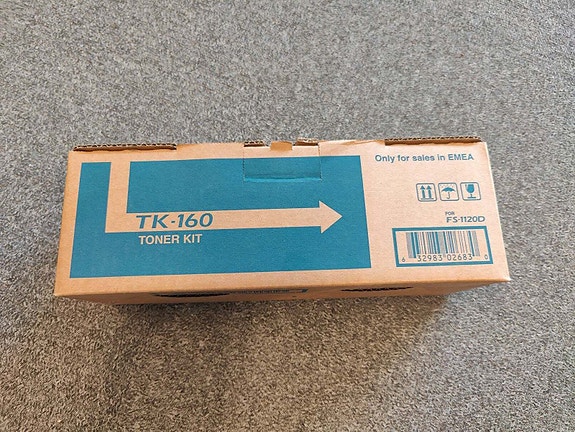 Only for sales in EMEA
TK-160
TONER KIT
FOR
FS-1120D
6 32983 02683 0